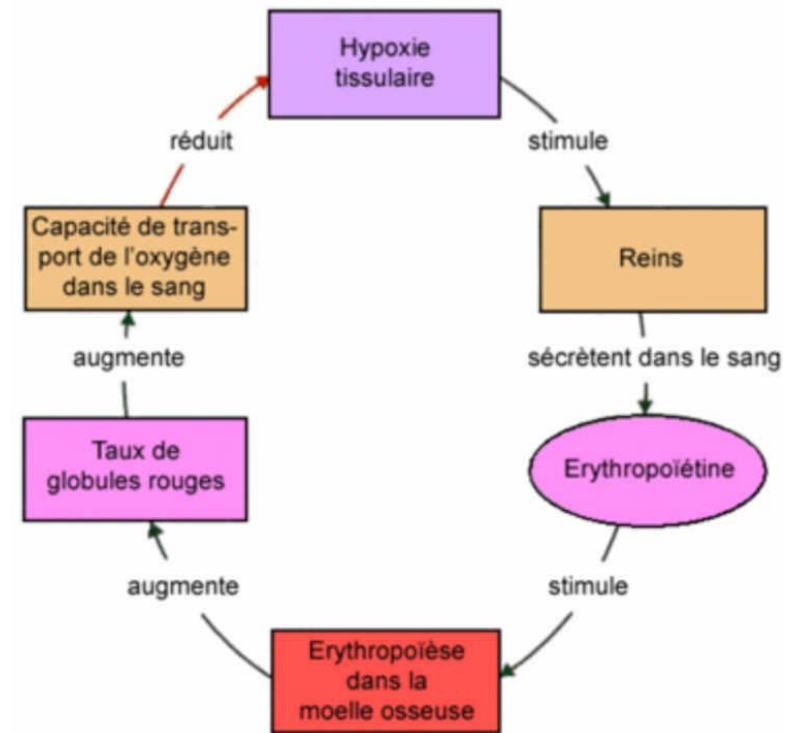 Hypoxie
tissulaire
réduit
stimule
Capacité de trans-
port de l'oxygène
dans le sang
Reins
augmente
sécrètent dans le sang
Taux de
globules rouges
Erythropoïétine
augmente
stimule
Erythropoïèse
dans la
moelle osseuse